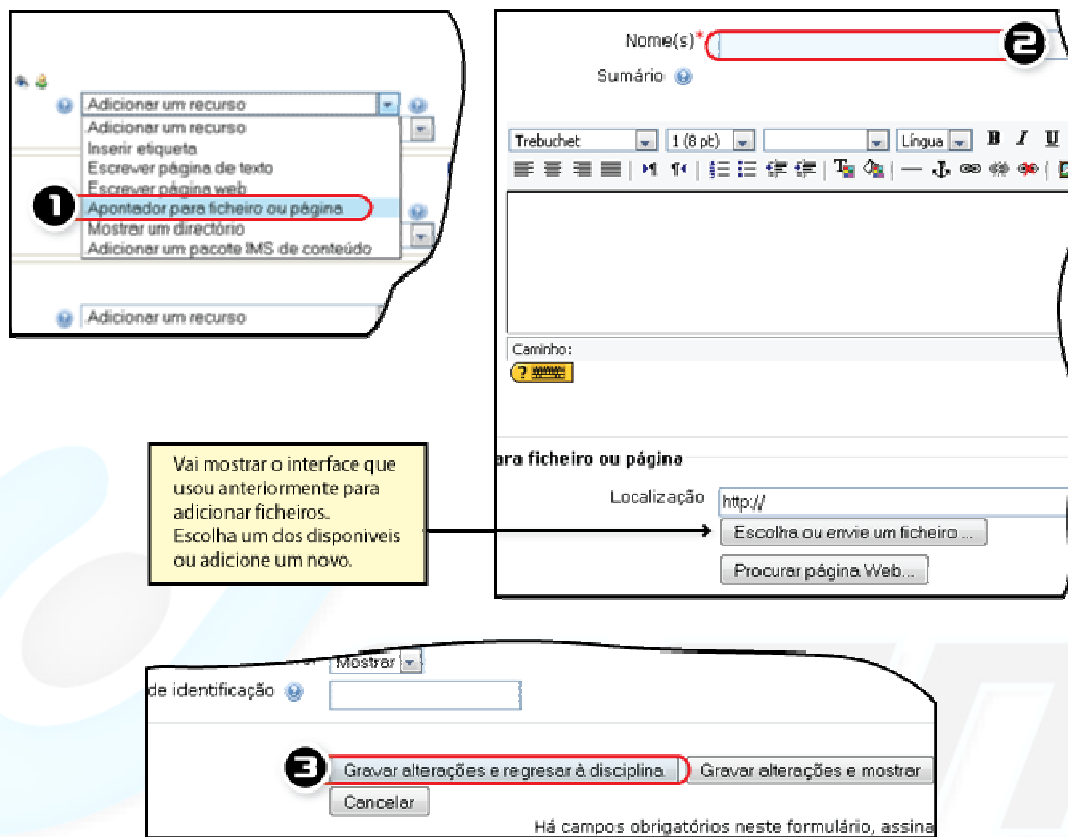 Adicionar um recurso
Adicionar um recurso
Inserir etiqueta
Escrever página de texto
Escrever página web
1 Apontador para ficheiro ou página
Mostrar um directório
Adicionar um pacote IMS de conteúdo
Adicionar um recurso
Nome(s)* 2
Sumário
Trebuchet 1 (8 pt) Língua B I U
Caminho:
?
Vai mostrar o interface que
usou anteriormente para
adicionar ficheiros.
Escolha um dos disponiveis
ou adicione um novo.
ara ficheiro ou página
Localização http://
Escolha ou envie um ficheiro ...
Procurar página Web...
Mostrar
de identificação
3 Gravar alterações e regresar à disciplina Gravar alterações e mostrar
Cancelar
Há campos obrigatórios neste formulário, assina